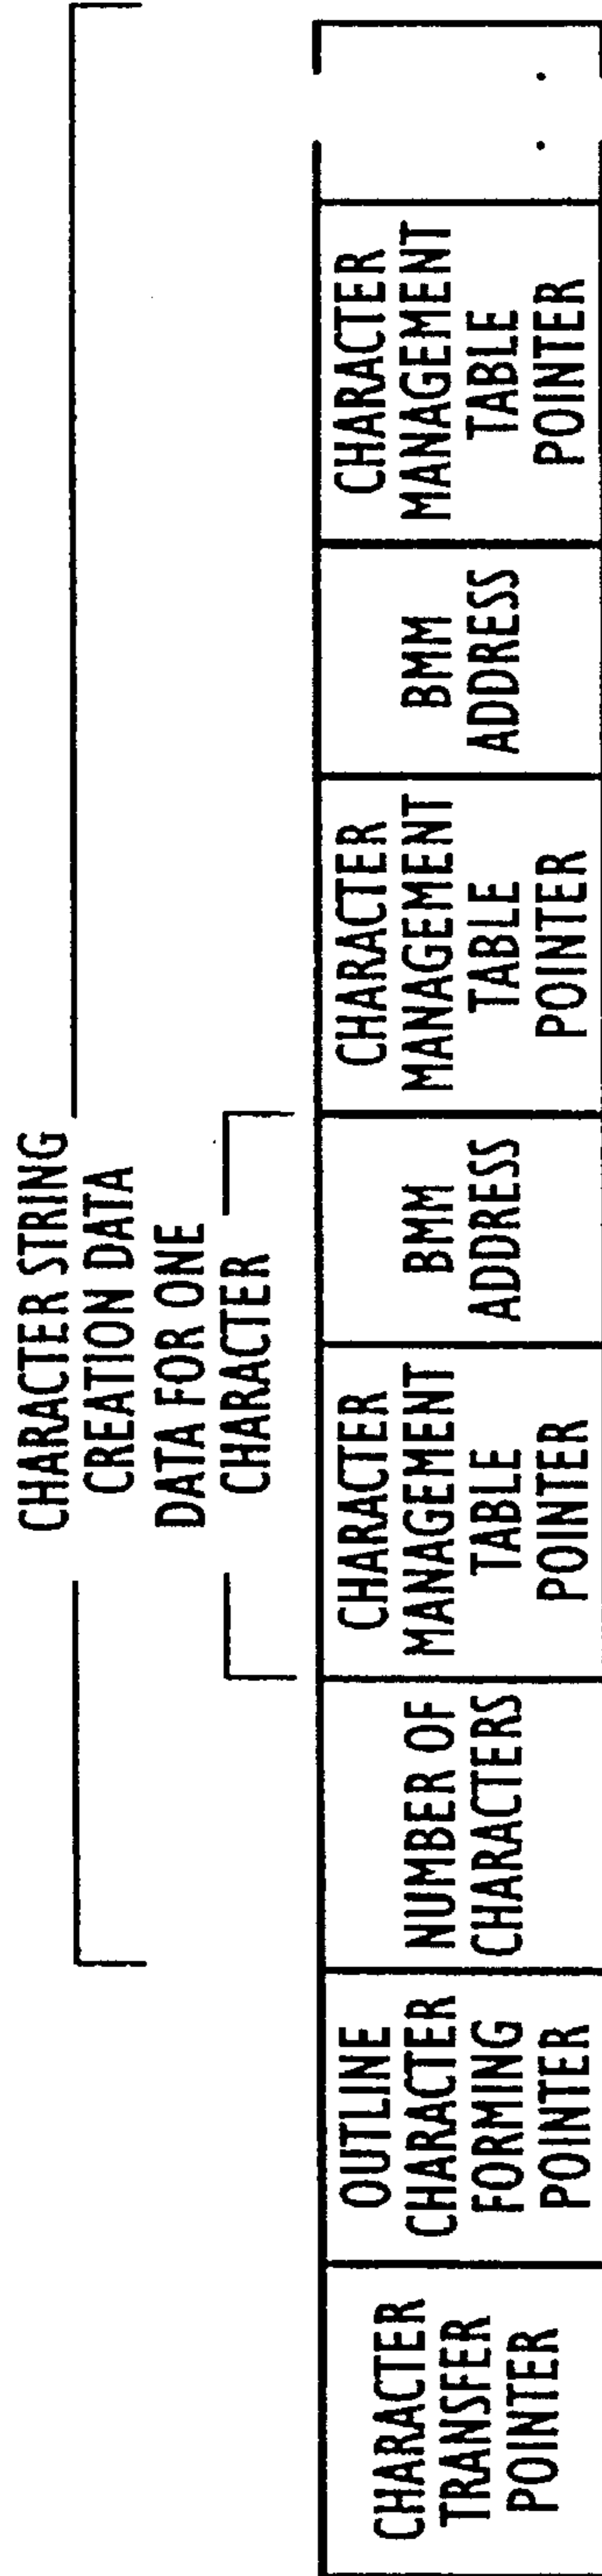 CHARACTER STRING
CREATION DATA
DATA FOR ONE
CHARACTER
CHARACTER
TRANSFER
POINTER
OUTLINE
CHARACTER
FORMING
POINTER
NUMBER OF
CHARACTERS
CHARACTER
MANAGEMENT
TABLE
POINTER
BMM
ADDRESS
CHARACTER
MANAGEMENT
TABLE
POINTER
BMM
ADDRESS
CHARACTER
MANAGEMENT
TABLE
POINTER
. .